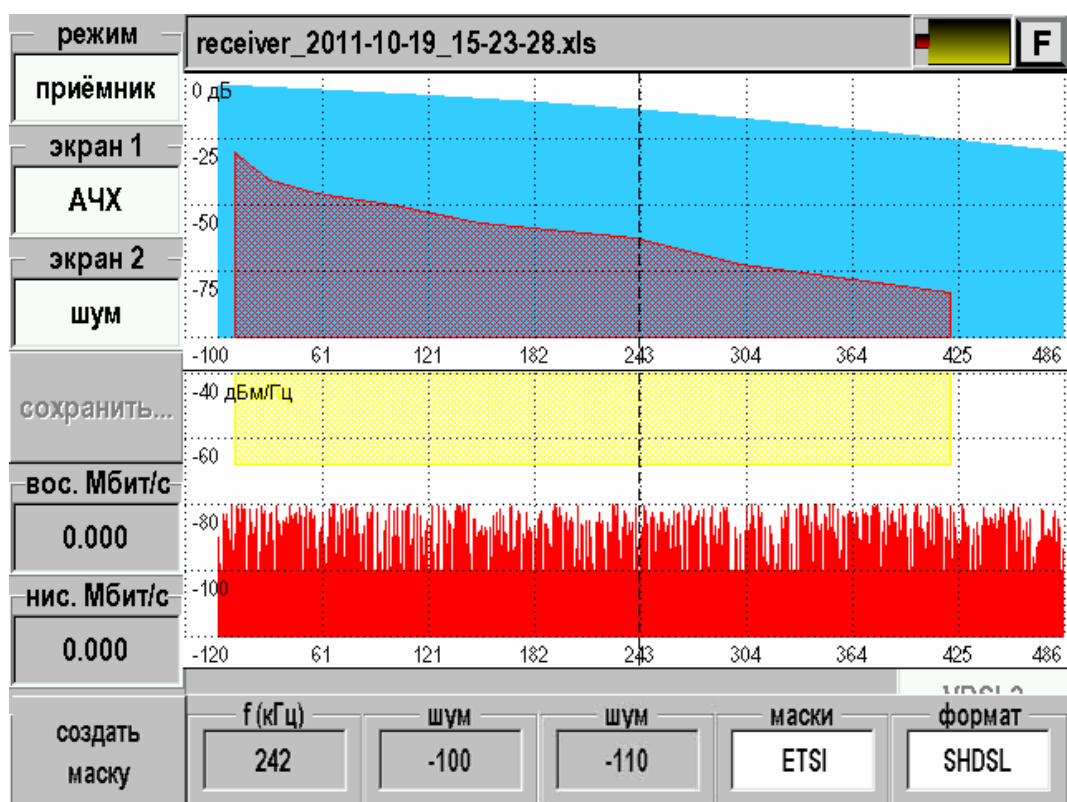 режим
receiver_2011-10-19_15-23-28.xls
F
приёмник
экран 1
АЧХ
экран 2
шум
сохранить...
вос. Мбит/с
0.000
нис. Мбит/с
0.000
создать
маску
0 дБ
-25
-50
-75
-100 61 121 182 243 304 364 425 486
-40 дБм/Гц
-60
-80
-100
-120 61 121 182 243 304 364 425 486
f (кГц) шум шум маски формат
242 -100 -110 ETSI SHDSL